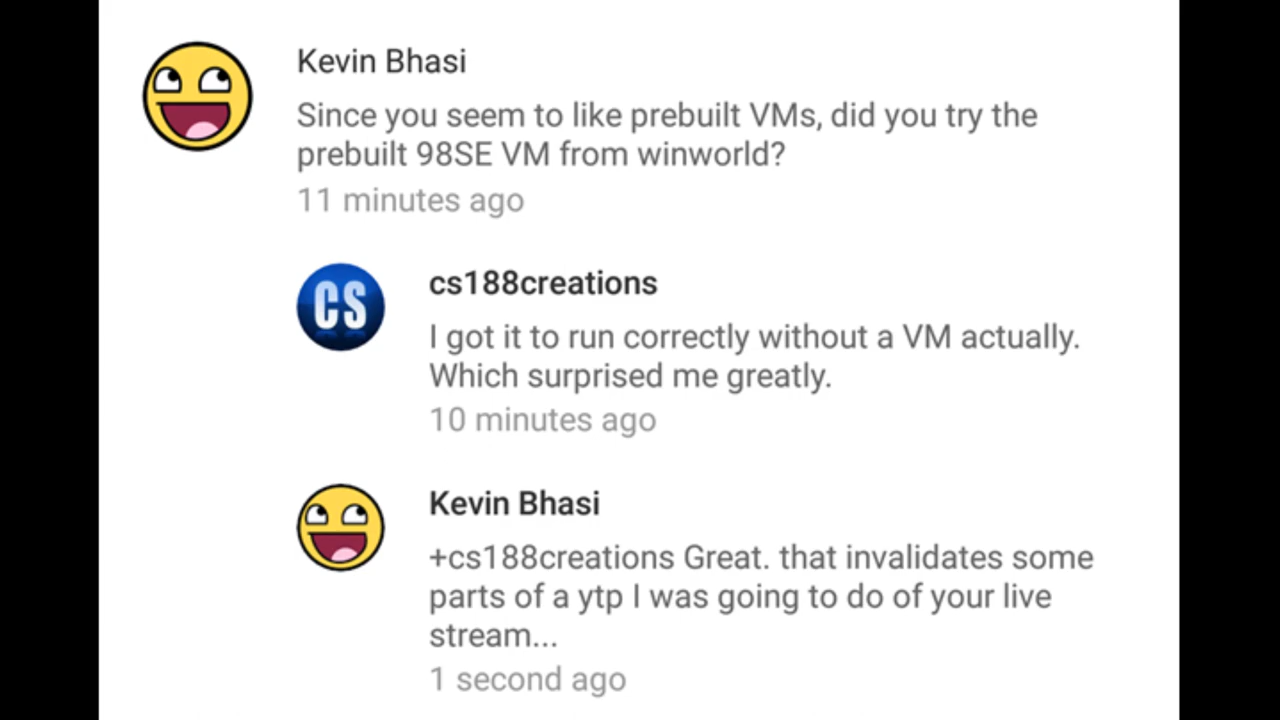 Kevin Bhasi
Since you seem to like prebuilt VMs, did you try the
prebuilt 98SE VM from winworld?
11 minutes ago
CS
cs188creations
I got it to run correctly without a VM actually.
Which surprised me greatly.
10 minutes ago
Kevin Bhasi
+cs188creations Great. that invalidates some
parts of a ytp I was going to do of your live
stream...
1 second ago